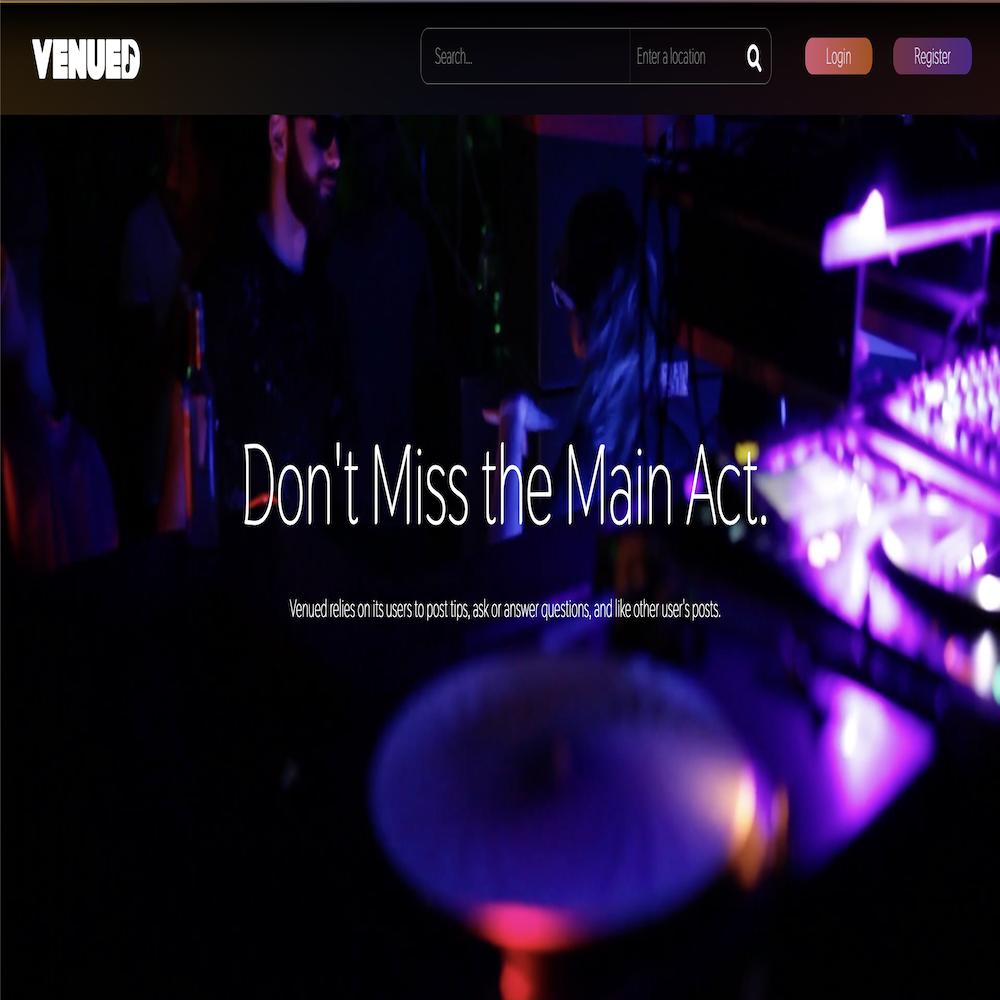 VENUED
Search...
Enter a location
Login
Register
Don't Miss the Main Act.
Venued relies on its users to post tips, ask or answer questions, and like other user's posts.